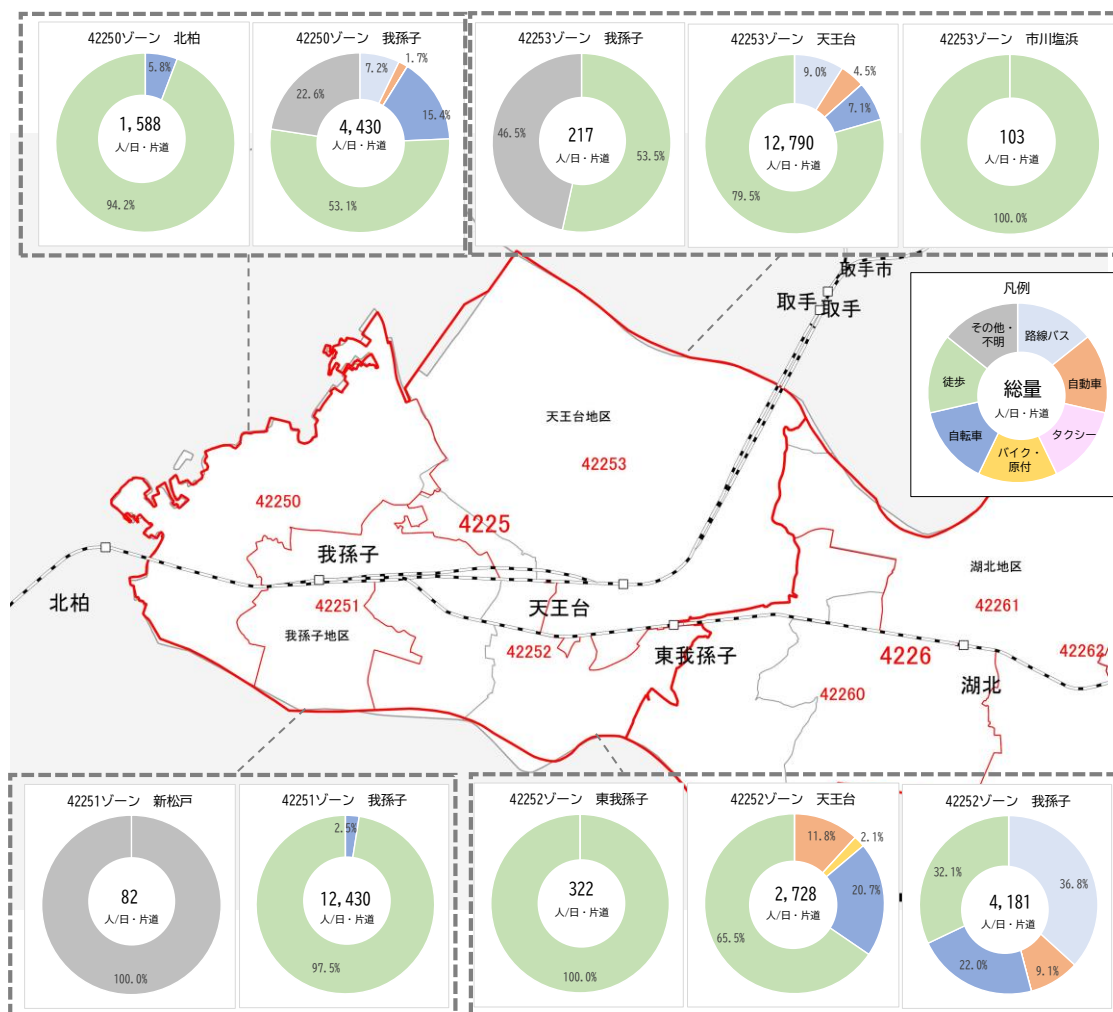 42250ゾーン　北柏
5.8%
1,588
人/日・片道
94.2%
42250ゾーン　我孫子
7.2%
1.7%
15.4%
22.6%
4,430
人/日・片道
53.1%
42253ゾーン　我孫子
46.5%
217
人/日・片道
53.5%
42253ゾーン　天王台
9.0%
4.5%
7.1%
12,790
人/日・片道
79.5%
42253ゾーン　市川塩浜
103
人/日・片道
100.0%
取手市
取手
取手
凡例
その他・
不明
路線バス
徒歩
自動車
総量
人/日・片道
自転車
タクシー
バイク・
原付
天王台地区
42253
42250
4225
我孫子
湖北地区
北柏
42251
天王台
42261
我孫子地区
42252
東我孫子
4226
42262
42260
湖北
42251ゾーン　新松戸
82
人/日・片道
100.0%
42251ゾーン　我孫子
2.5%
12,430
人/日・片道
97.5%
42252ゾーン　東我孫子
322
人/日・片道
100.0%
42252ゾーン　天王台
11.8%
2.1%
20.7%
2,728
人/日・片道
65.5%
42252ゾーン　我孫子
32.1%
36.8%
4,181
人/日・片道
22.0%
9.1%